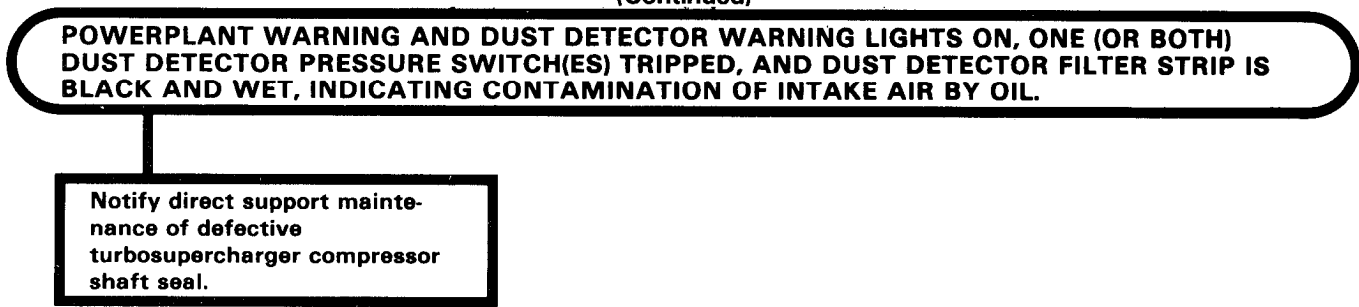 (Continued)
POWERPLANT WARNING AND DUST DETECTOR WARNING LIGHTS ON, ONE (OR BOTH)
DUST DETECTOR PRESSURE SWITCH(ES) TRIPPED, AND DUST DETECTOR FILTER STRIP IS
BLACK AND WET, INDICATING CONTAMINATION OF INTAKE AIR BY OIL.
Notify direct support mainte-
nance of defective
turbosupercharger compressor
shaft seal.